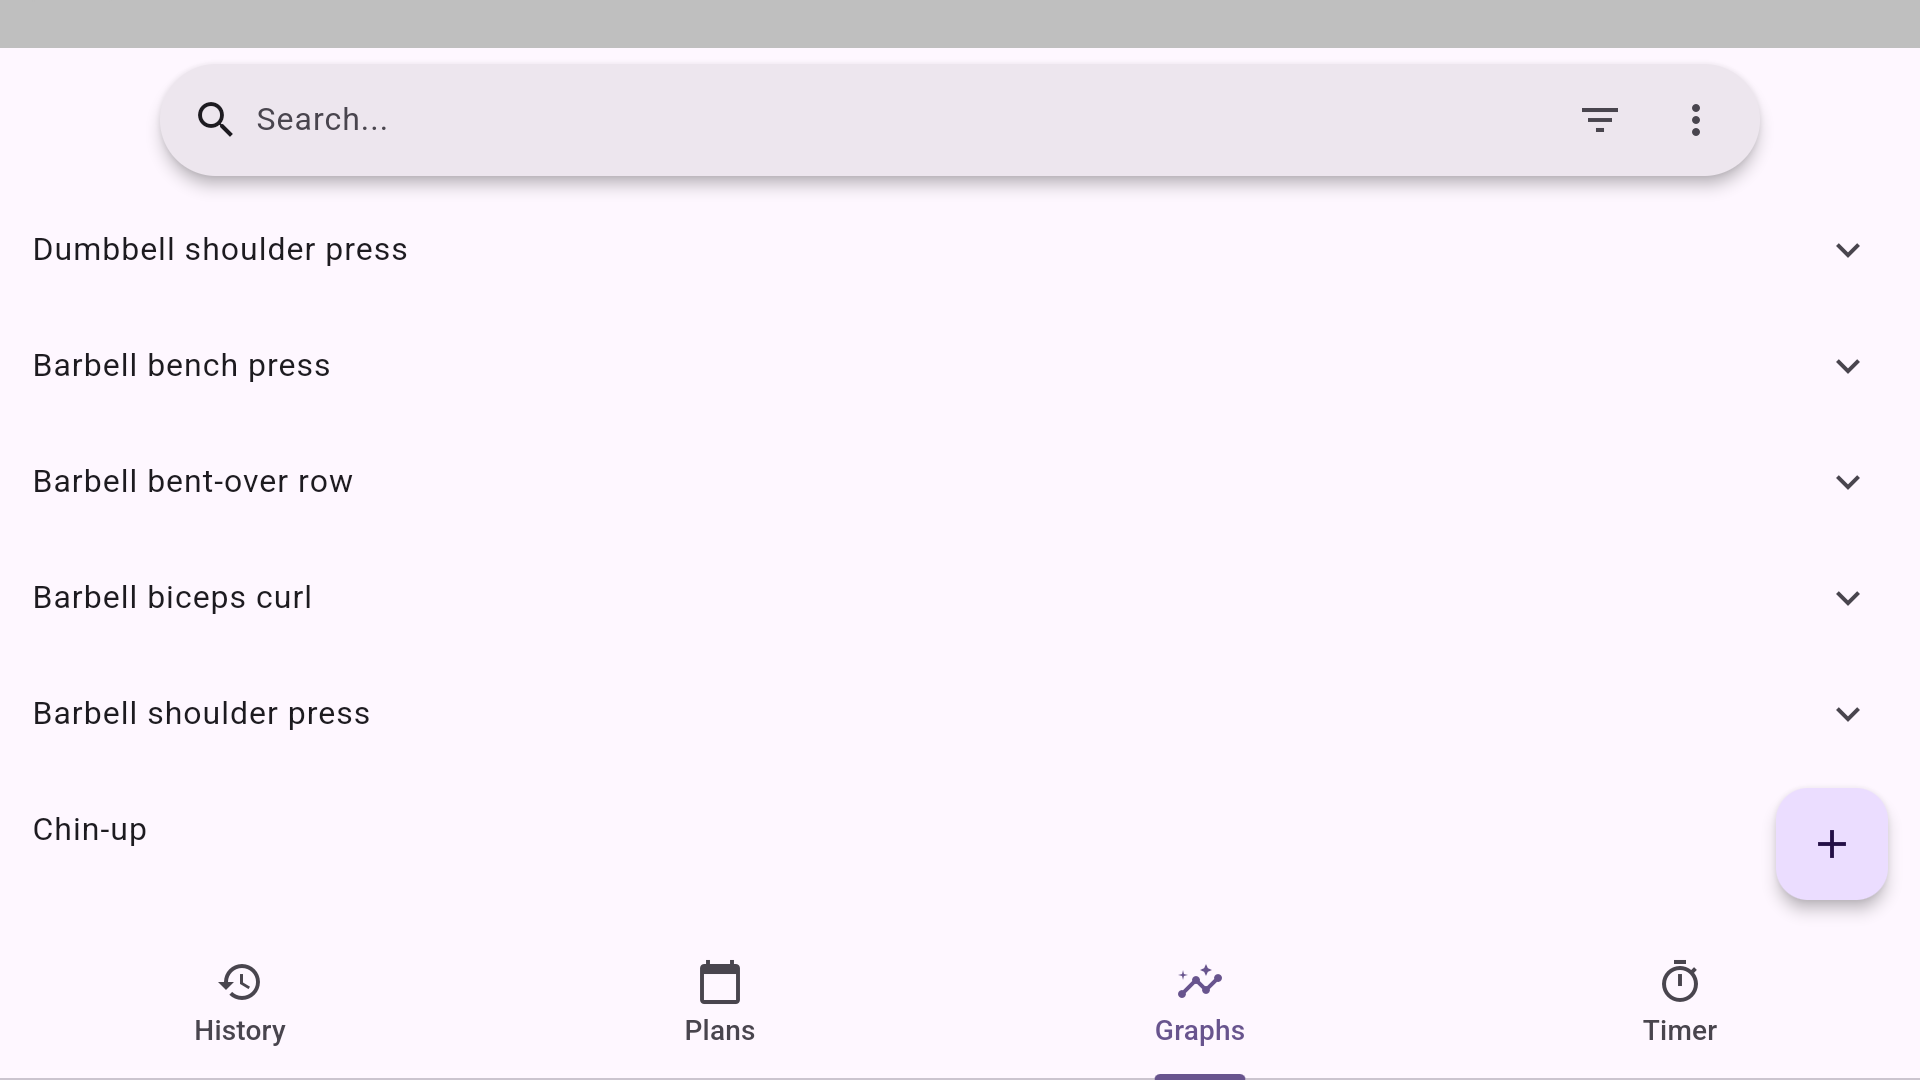 Search...
Dumbbell shoulder press
Barbell bench press
Barbell bent-over row
Barbell biceps curl
Barbell shoulder press
Chin-up
History
Plans
Graphs
Timer